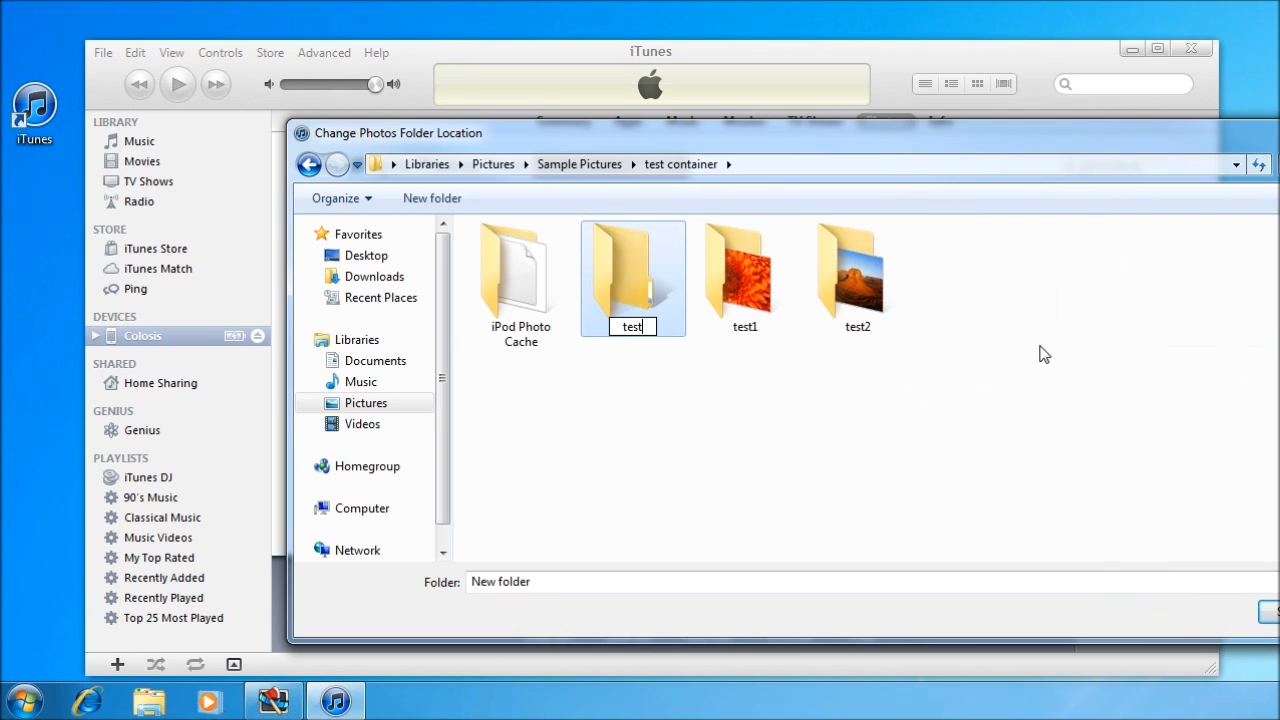 iTunes
File Edit View Controls Store Advanced Help
iTunes
LIBRARY
Music
Movies
TV Shows
Radio
STORE
iTunes Store
iTunes Match
Ping
DEVICES
Colosis
SHARED
Home Sharing
GENIUS
Genius
PLAYLISTS
iTunes DJ
90's Music
Classical Music
Music Videos
My Top Rated
Recently Added
Recently Played
Top 25 Most Played
Change Photos Folder Location
Libraries Pictures Sample Pictures test container
Organize New folder
Favorites
Desktop
Downloads
Recent Places
Libraries
Documents
Music
Pictures
Videos
Homegroup
Computer
Network
iPod Photo
Cache
test
test1
test2
Folder: New folder